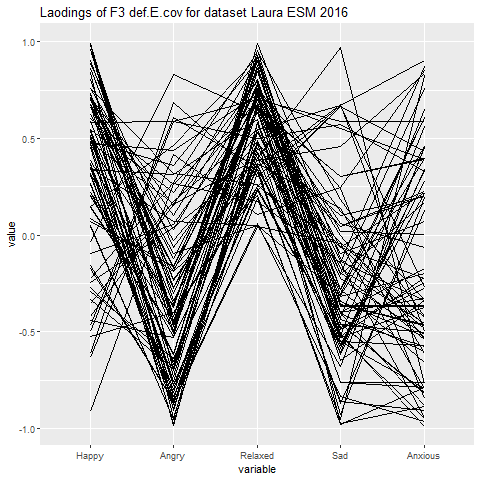 Laodings of F3 def.E.cov for dataset Laura ESM 2016
1.0
0.5
0.0
-0.5
-1.0
value
Happy Angry Relaxed Sad Anxious
variable